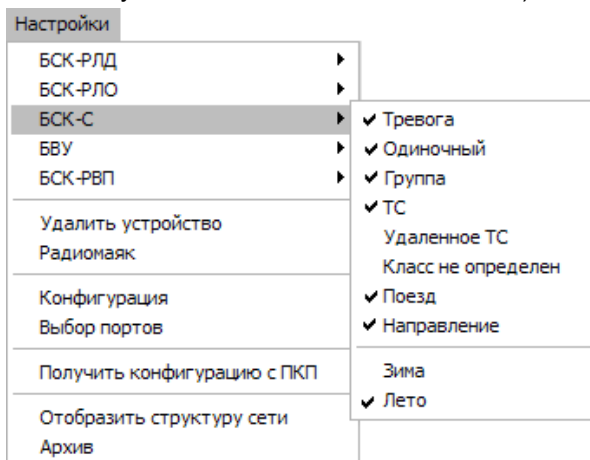 Настройки
БСК-РЛД
БСК-РЛО
БСК-С
БВУ
БСК-РВП
Удалить устройство
Радиомаяк
Конфигурация
Выбор портов
Получить конфигурацию с ПКП
Отобразить структуру сети
Архив
Тревога
Одиночный
Группа
ТС
Удаленное ТС
Класс не определен
Поезд
Направление
Зима
Лето